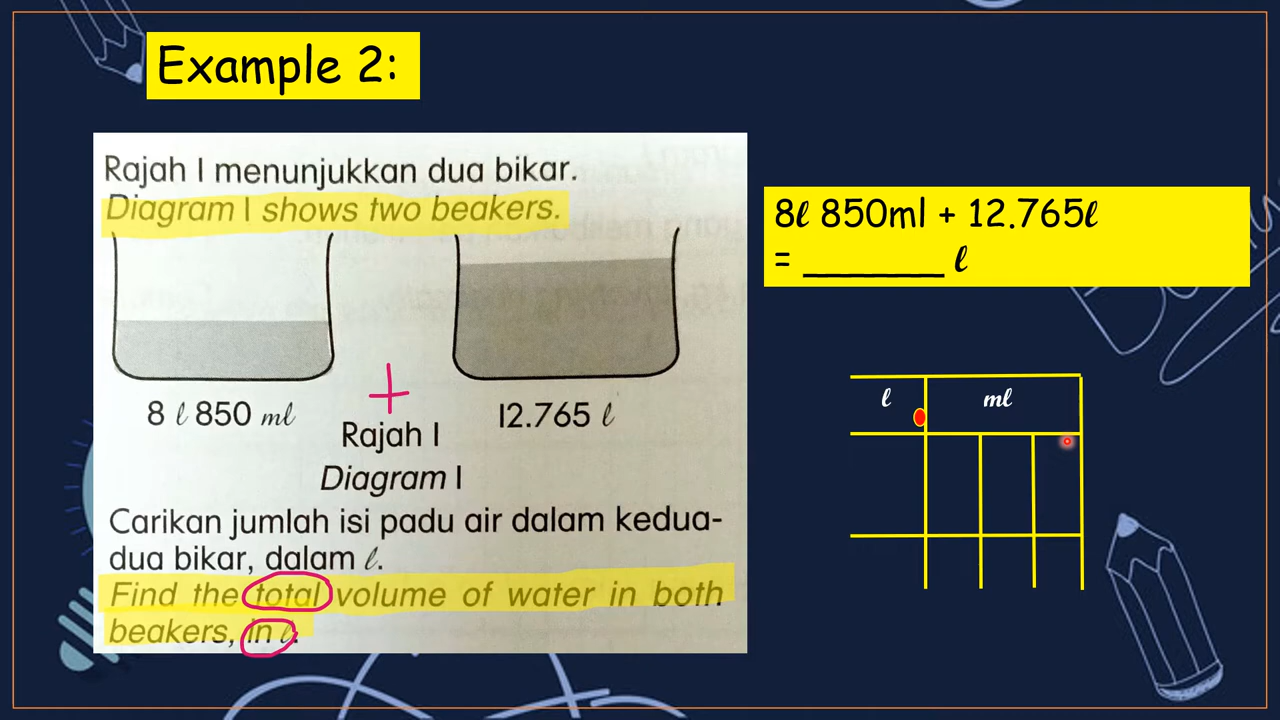 Example 2:
Rajah 1 menunjukkan dua bikar.
Diagram 1 shows two beakers.
8 ℓ 850 ml
+
12.765 ℓ
Rajah 1
Diagram 1
Carikan jumlah isi padu air dalam kedua-
dua bikar, dalam ℓ.
Find the total volume of water in both
beakers, in ℓ.
8ℓ 850ml + 12.765ℓ
= _______ ℓ
ℓ ml